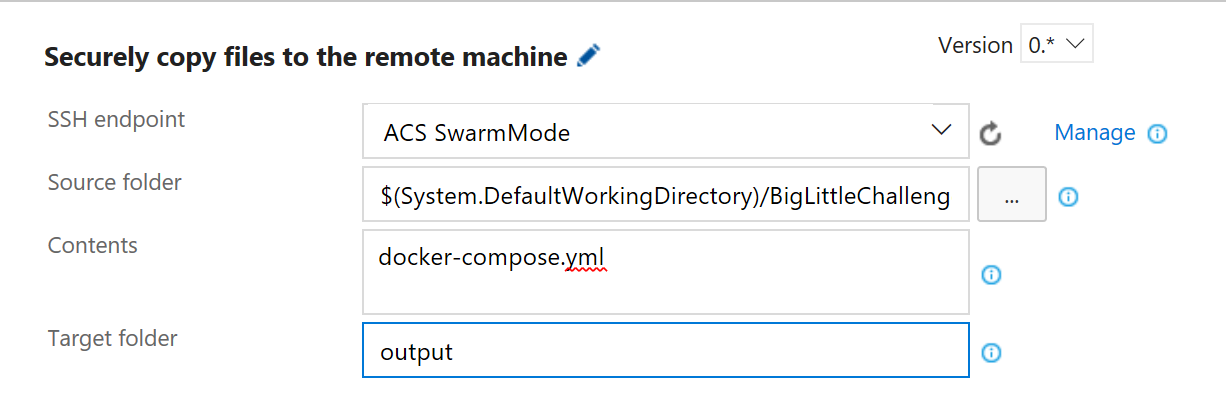 Securely copy files to the remote machine
Version 0.*
SSH endpoint
ACS SwarmMode
Manage
Source folder
$(System.DefaultWorkingDirectory)/BigLittleChalleng
...
Contents
docker-compose.yml
Target folder
output